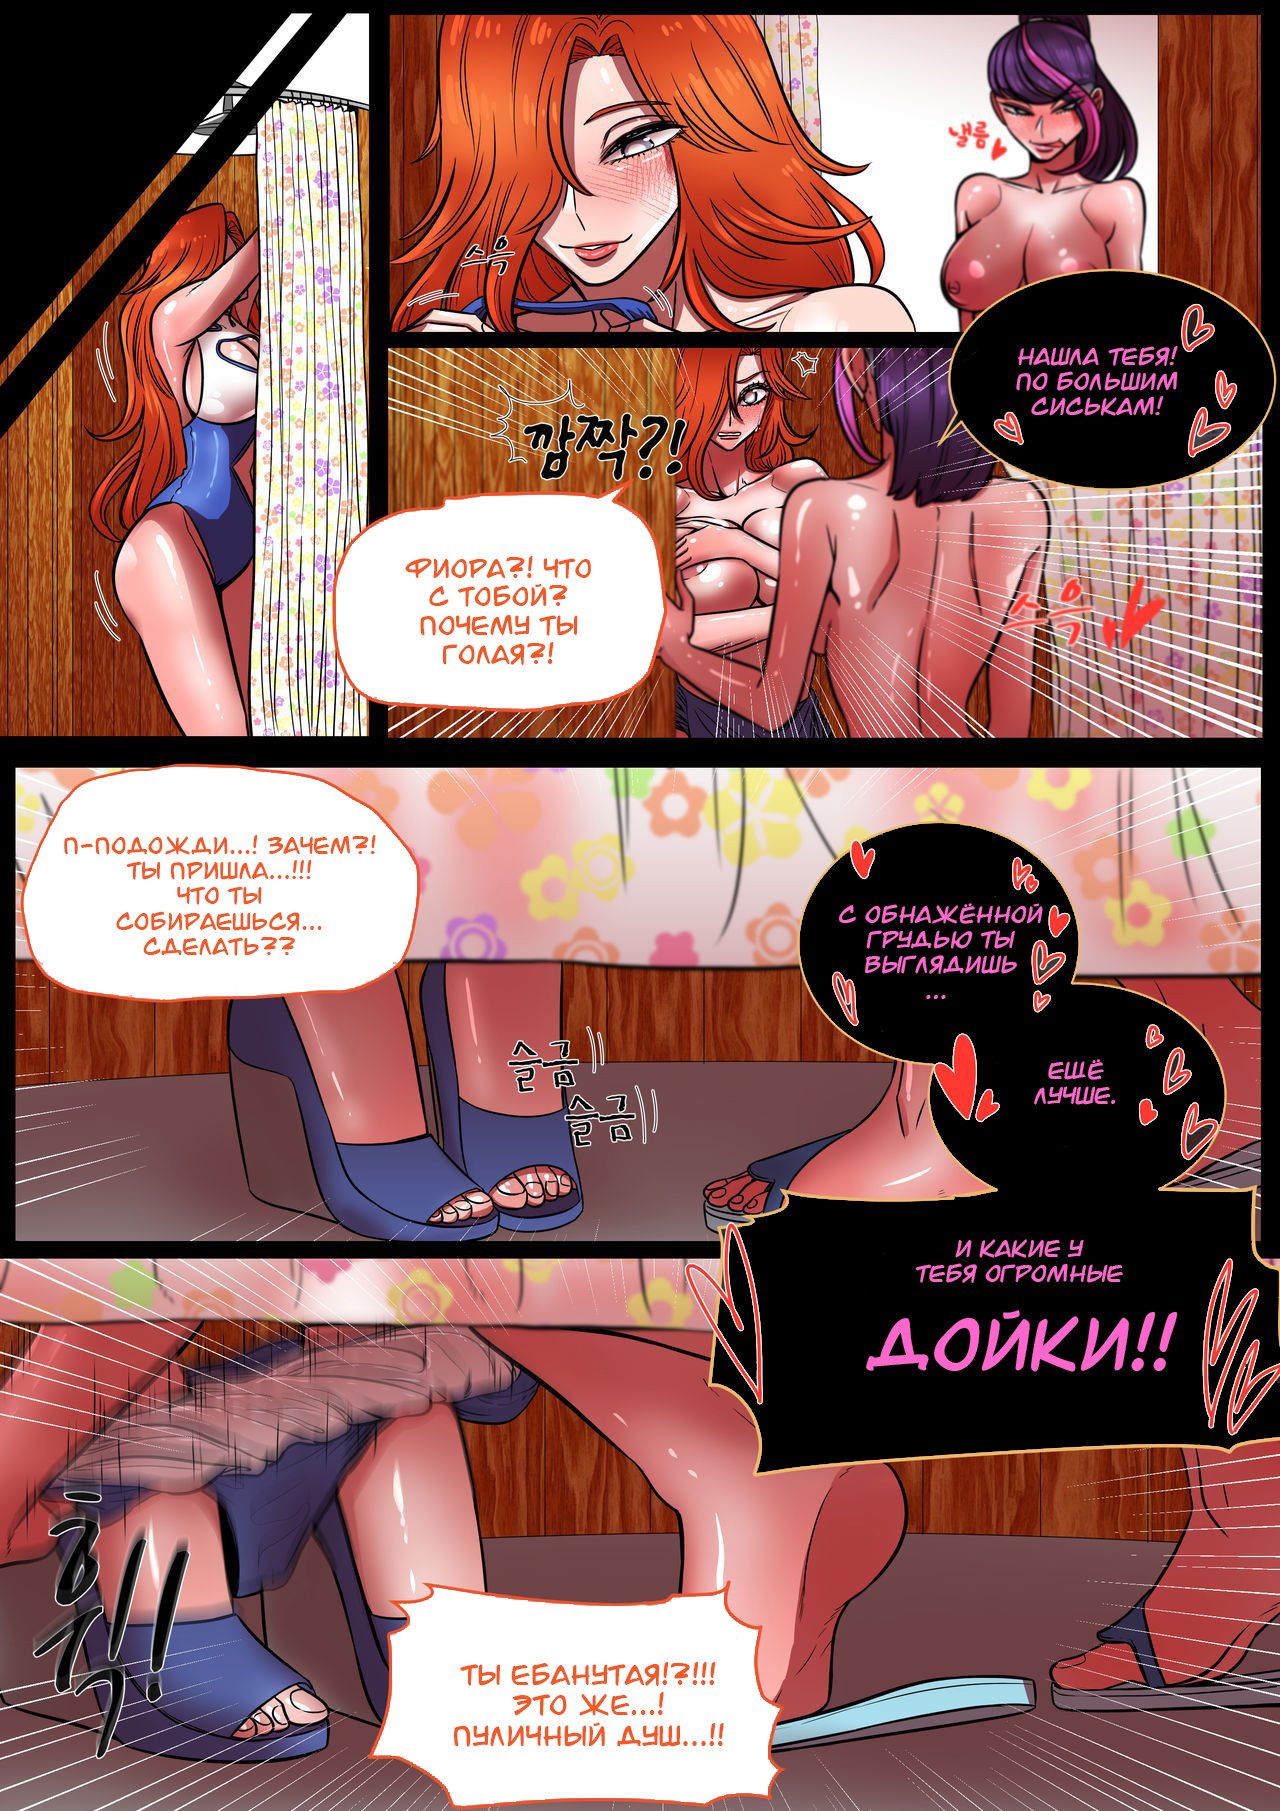 스윽
낼름
НАШЛА ТЕБЯ!
ПО БОЛЬШИМ
СИСЬКАМ!
깜짝?!
ФИОРА?! ЧТО
С ТОБОЙ?
ПОЧЕМУ ТЫ
ГОЛАЯ?!
스윽
П-ПОДОЖДИ...! ЗАЧЕМ?!
ТЫ ПРИШЛА...!!!
ЧТО ТЫ
СОБИРАЕШЬСЯ...
СДЕЛАТЬ??
С ОБНАЖЁННОЙ
ГРУДЬЮ ТЫ
ВЫГЛЯДИШЬ
...
슬금
슬금
ЕЩЁ
ЛУЧШЕ.
И КАКИЕ У
ТЕБЯ ОГРОМНЫЕ
ДОЙКИ!!
휙!!
ТЫ ЕБАНУТАЯ!?!!!
ЭТО ЖЕ...!
ПУЛИЧНЫЙ ДУШ...!!